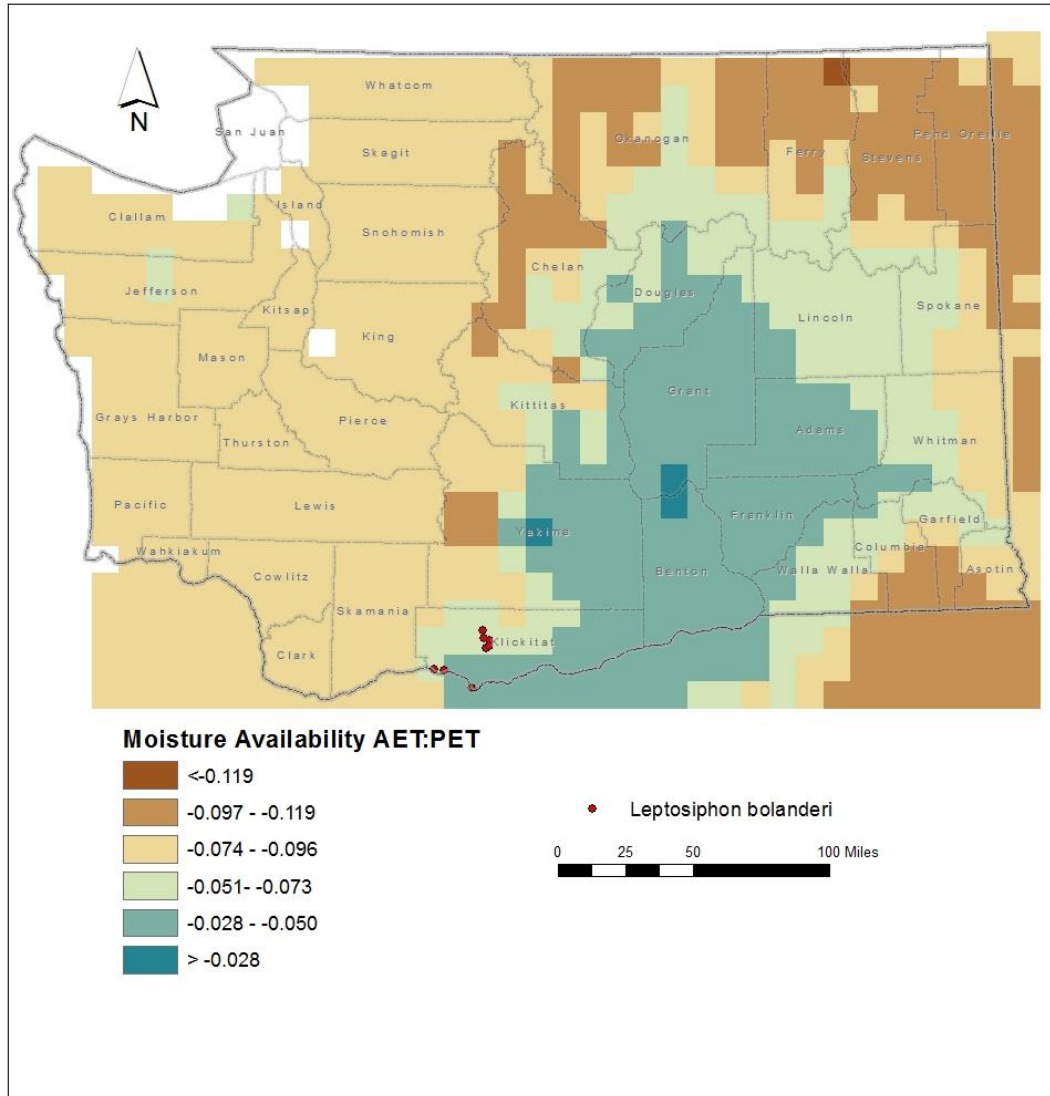 Whatcom
San Juan
Okanogan
Pend Oreille
Skagit
Ferry
Stevens
Island
Clallam
Snohomish
Chelan
Jefferson
Douglas
Kitsap
Lincoln
Spokane
King
Mason
Grant
Kittitas
Grays Harbor
Pierce
Adams
Thurston
Whitman
Pacific
Lewis
Franklin
Garfield
Yakima
Wahkiakum
Columbia
Cowlitz
Benton
Walla Walla
Asotin
Skamania
Klickitat
Clark
N
Moisture Availability AET:PET
<-0.119
-0.097 - -0.119
-0.074 - -0.096
-0.051- -0.073
-0.028 - -0.050
> -0.028
Leptosiphon bolanderi
0 25 50 100 Miles